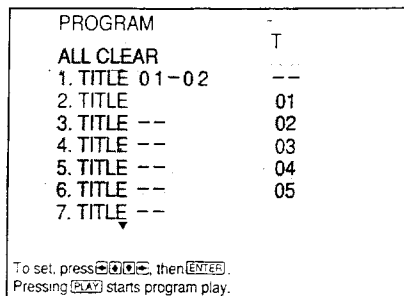 PROGRAM
T
ALL CLEAR
1. TITLE 01-02 --
2. TITLE 01
3. TITLE -- 02
4. TITLE -- 03
5. TITLE -- 04
6. TITLE -- 05
7. TITLE --
To set, press ←↑↓→, then ENTER.
Pressing PLAY starts program play.